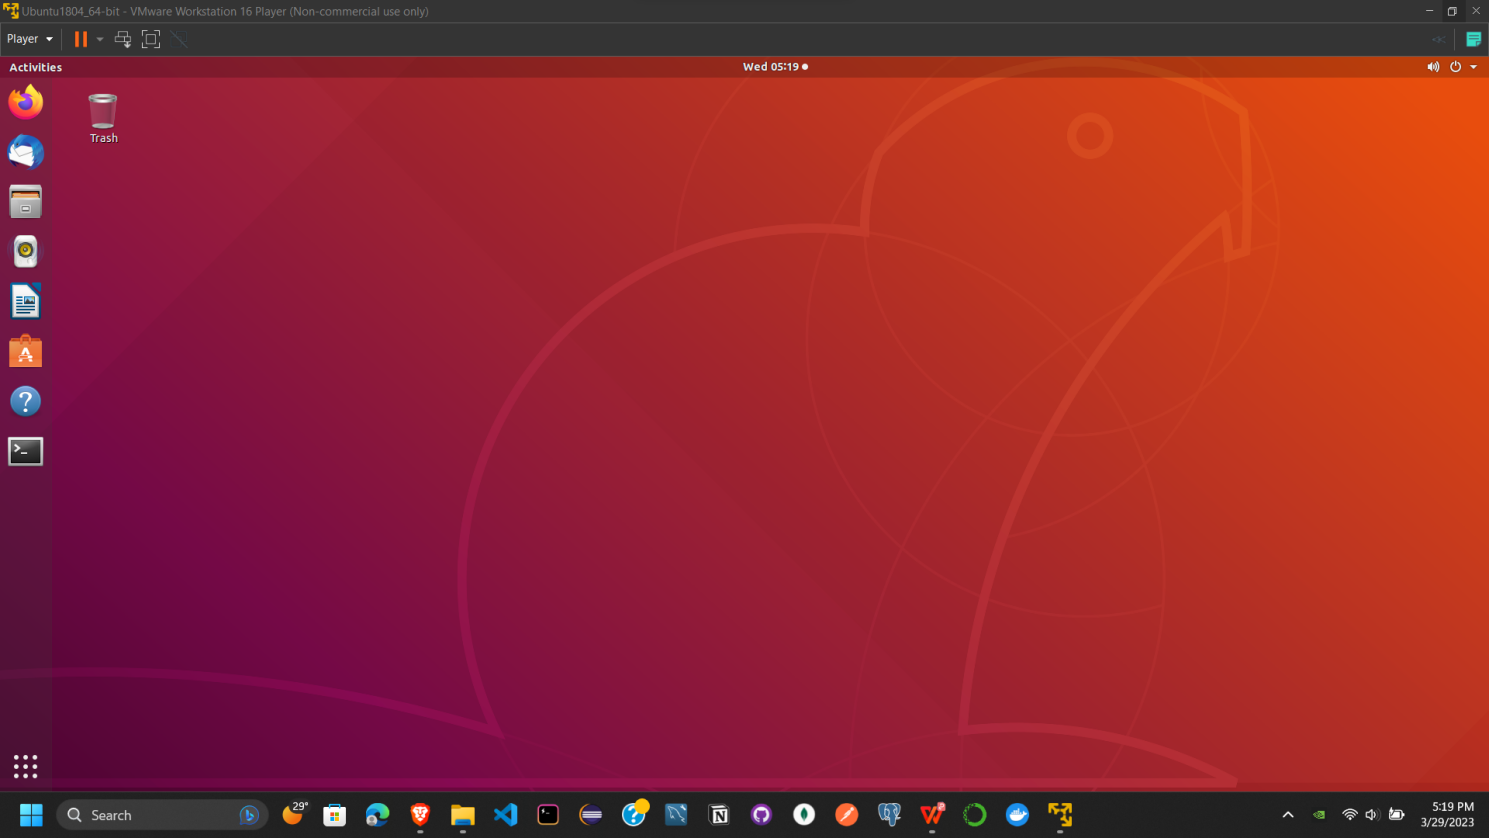 Ubuntu1804_64-bit - VMware Workstation 16 Player (Non-commercial use only)
Player
Activities
Wed 05:19
Trash
Search
29°
5:19 PM
3/29/2023